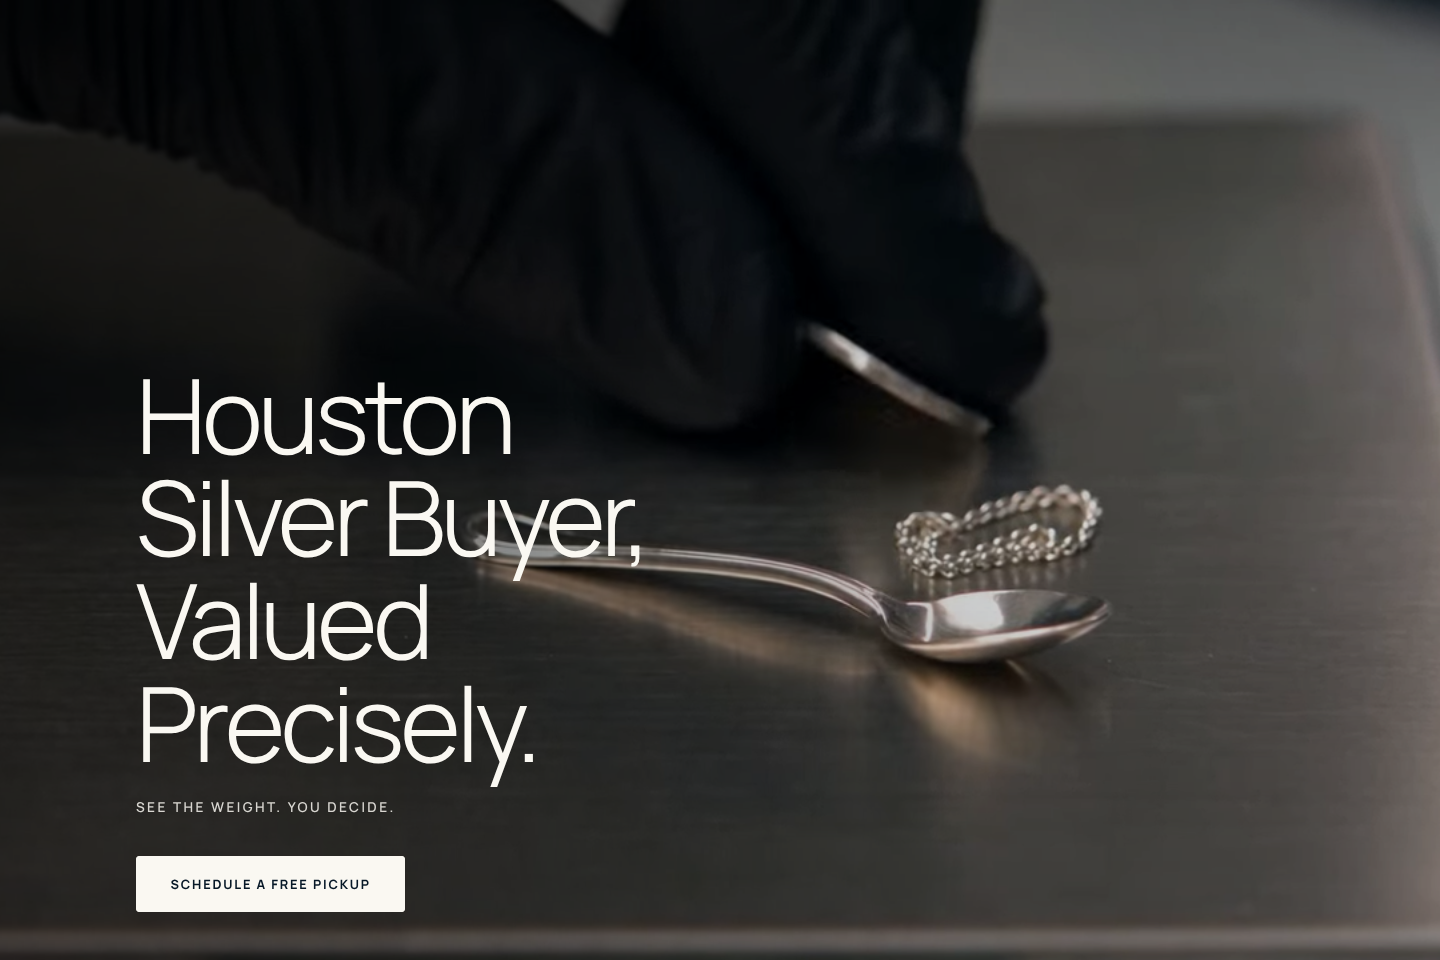 Houston
Silver Buyer,
Valued
Precisely.
SEE THE WEIGHT. YOU DECIDE.
SCHEDULE A FREE PICKUP